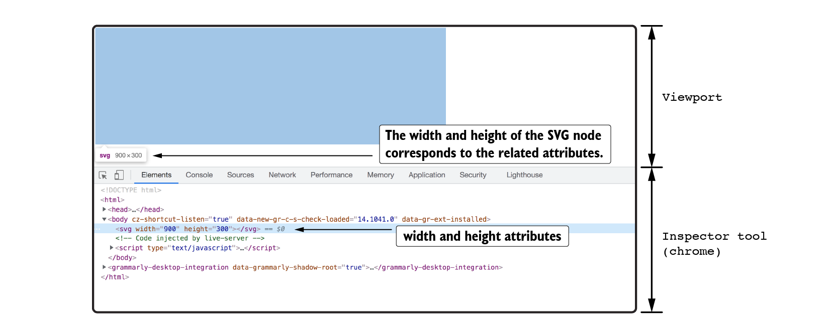 The width and height of the SVG node
corresponds to the related attributes.
svg 900×300
Viewport
Elements Console Sources Network Performance Memory Application Security Lighthouse
<!DOCTYPE html>
<html>
▶<head>…</head>
▼<body cz-shortcut-listen="true" data-new-gr-c-s-check-loaded="14.1041.0" data-gr-ext-installed>
<svg width="900" height="300"></svg> == $0
width and height attributes
<!-- Code injected by live-server -->
▶<script type="text/javascript">…</script>
</body>
▶<grammarly-desktop-integration data-grammarly-shadow-root="true">…</grammarly-desktop-integration>
</html>
Inspector tool
(chrome)